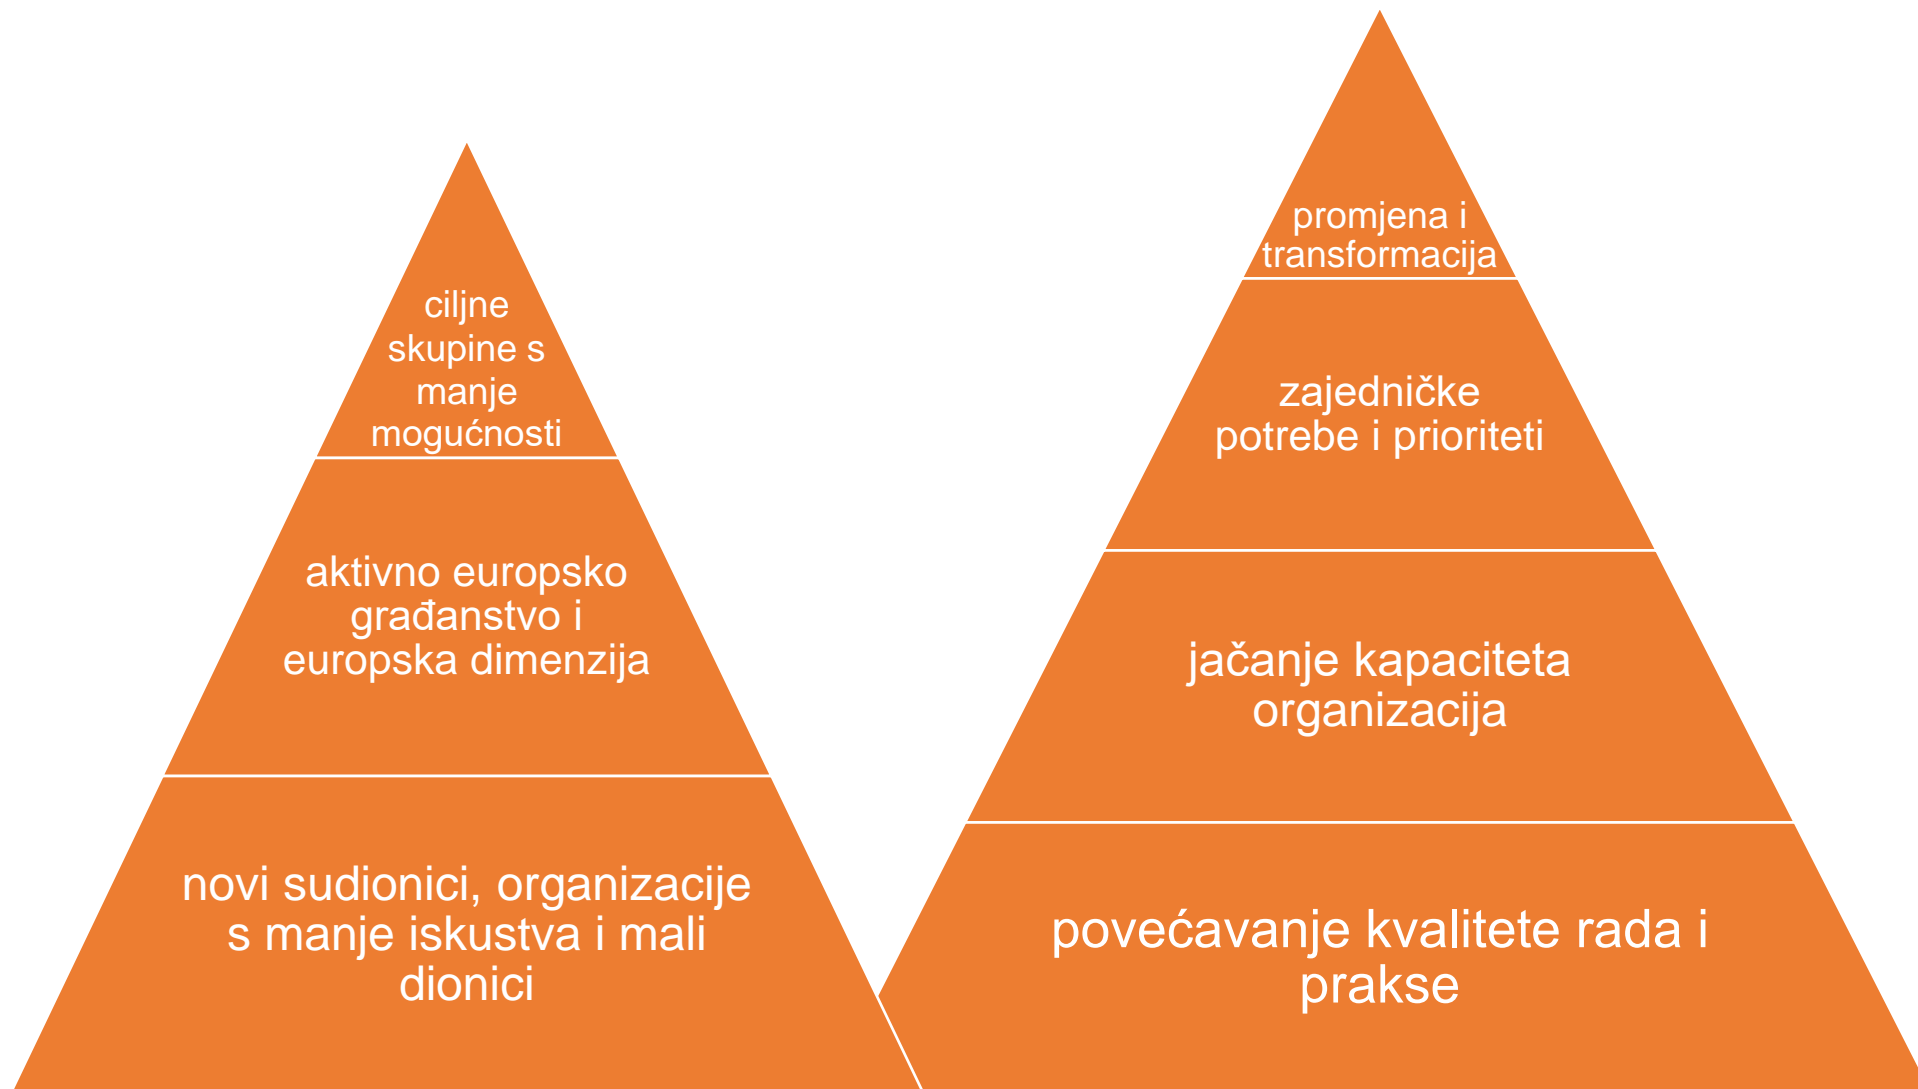 ciljne
skupine s
manje
mogućnosti
aktivno europsko
građanstvo i
europska dimenzija
novi sudionici, organizacije
s manje iskustva i mali
dionici
promjena i
transformacija
zajedničke
potrebe i prioriteti
jačanje kapaciteta
organizacija
povećavanje kvalitete rada i
prakse